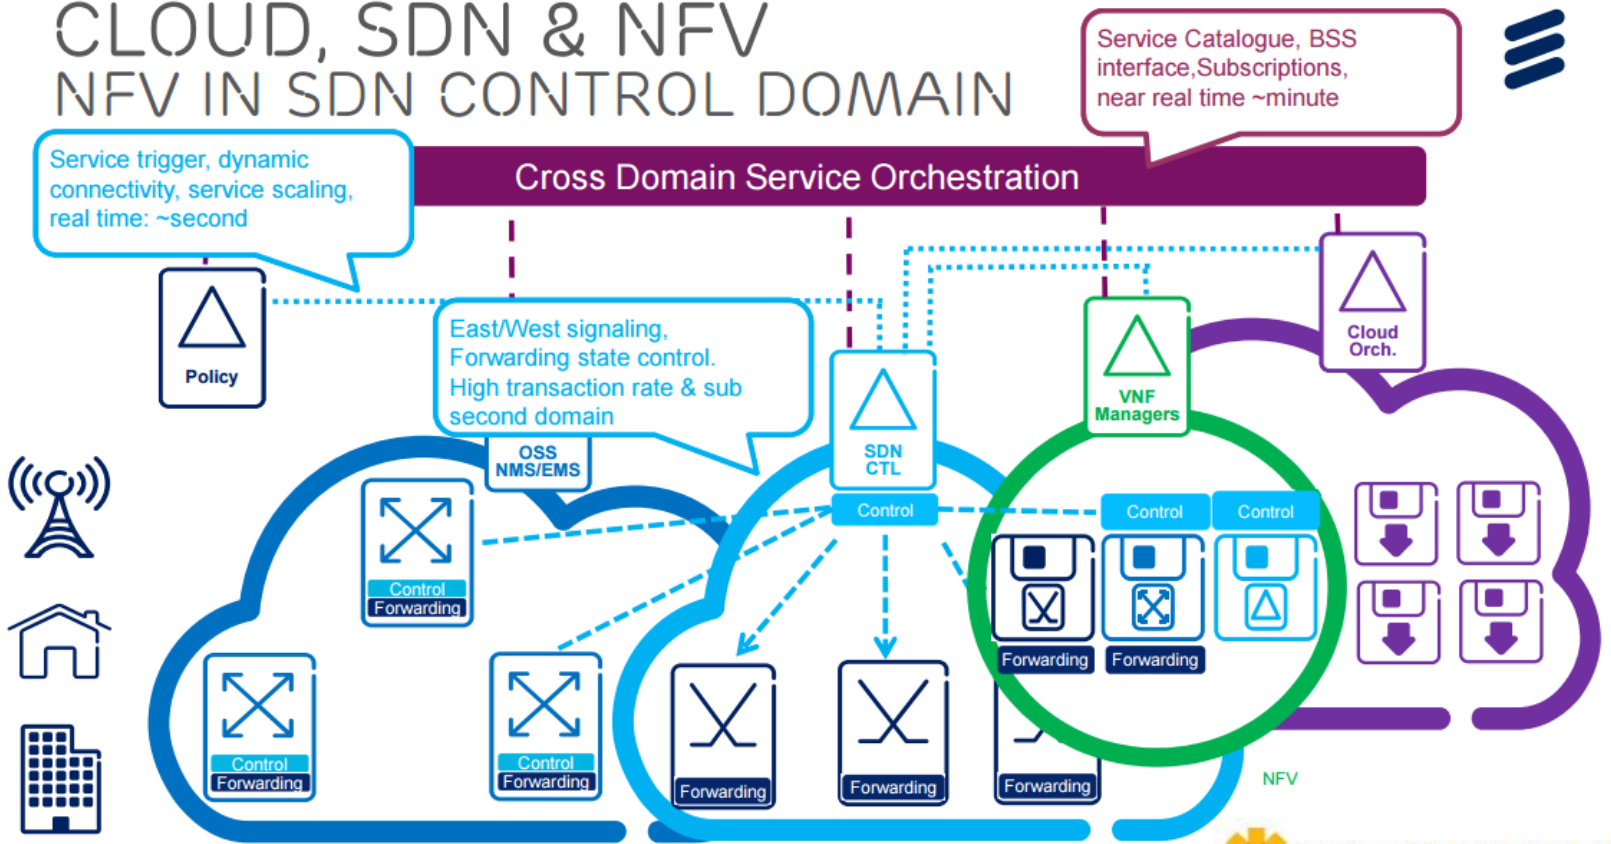 CLOUD, SDN & NFV
NFV IN SDN CONTROL DOMAIN
Service Catalogue, BSS
interface,Subscriptions,
near real time ~minute
Service trigger, dynamic
connectivity, service scaling,
real time: ~second
Cross Domain Service Orchestration
Policy
East/West signaling,
Forwarding state control.
High transaction rate & sub
second domain
Cloud
Orch.
VNF
Managers
OSS
NMS/EMS
SDN
CTL
Control
Control
Control
Control
Forwarding
Forwarding
Forwarding
Control
Forwarding
Control
Forwarding
Forwarding
Forwarding
Forwarding
NFV